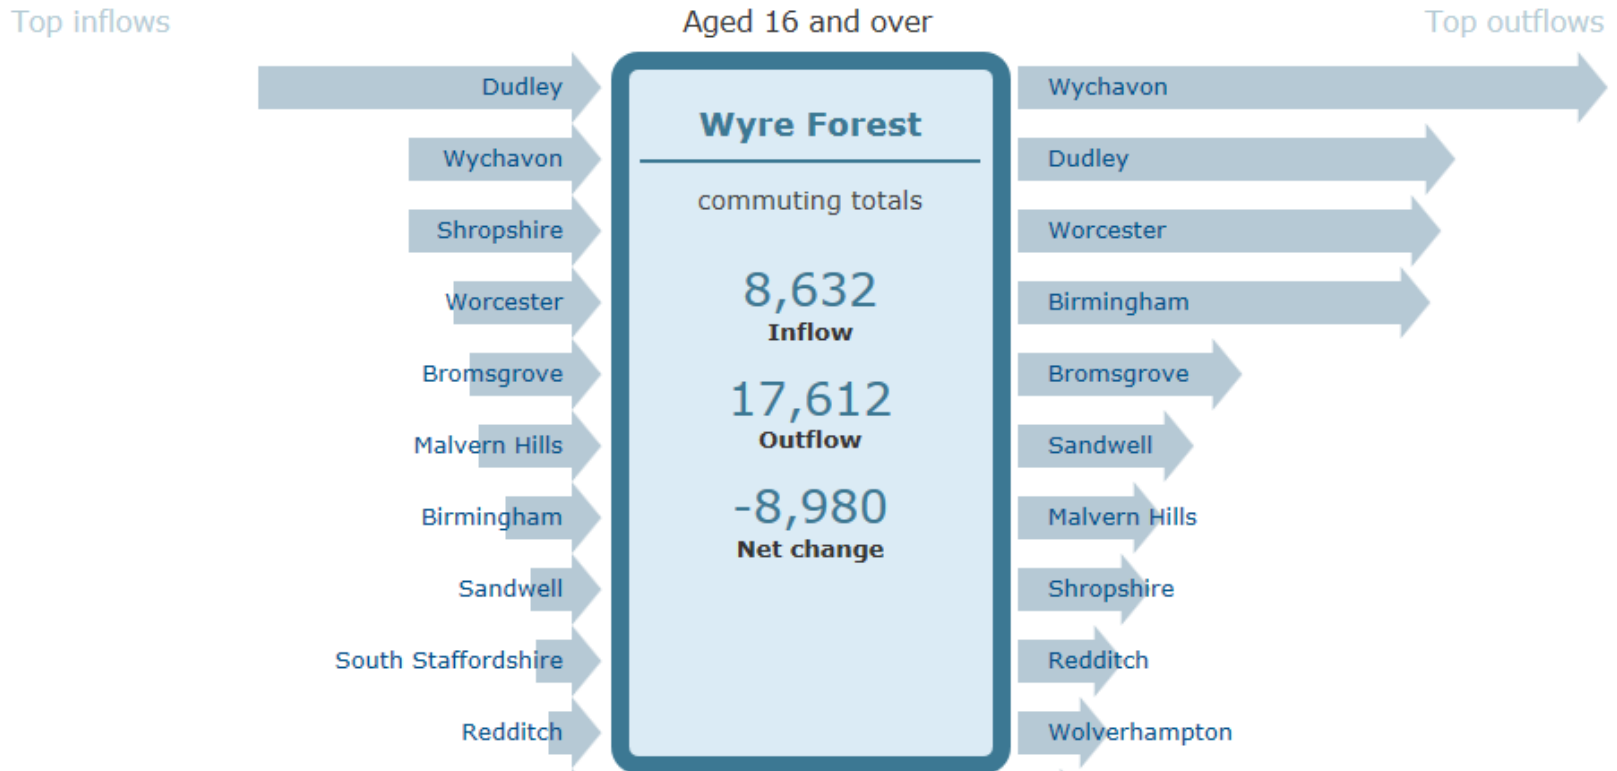 Top inflows
Aged 16 and over
Top outflows
Dudley
Wychavon
Shropshire
Worcester
Bromsgrove
Malvern Hills
Birmingham
Sandwell
South Staffordshire
Redditch
Wyre Forest
commuting totals
8,632
Inflow
17,612
Outflow
-8,980
Net change
Wychavon
Dudley
Worcester
Birmingham
Bromsgrove
Sandwell
Malvern Hills
Shropshire
Redditch
Wolverhampton